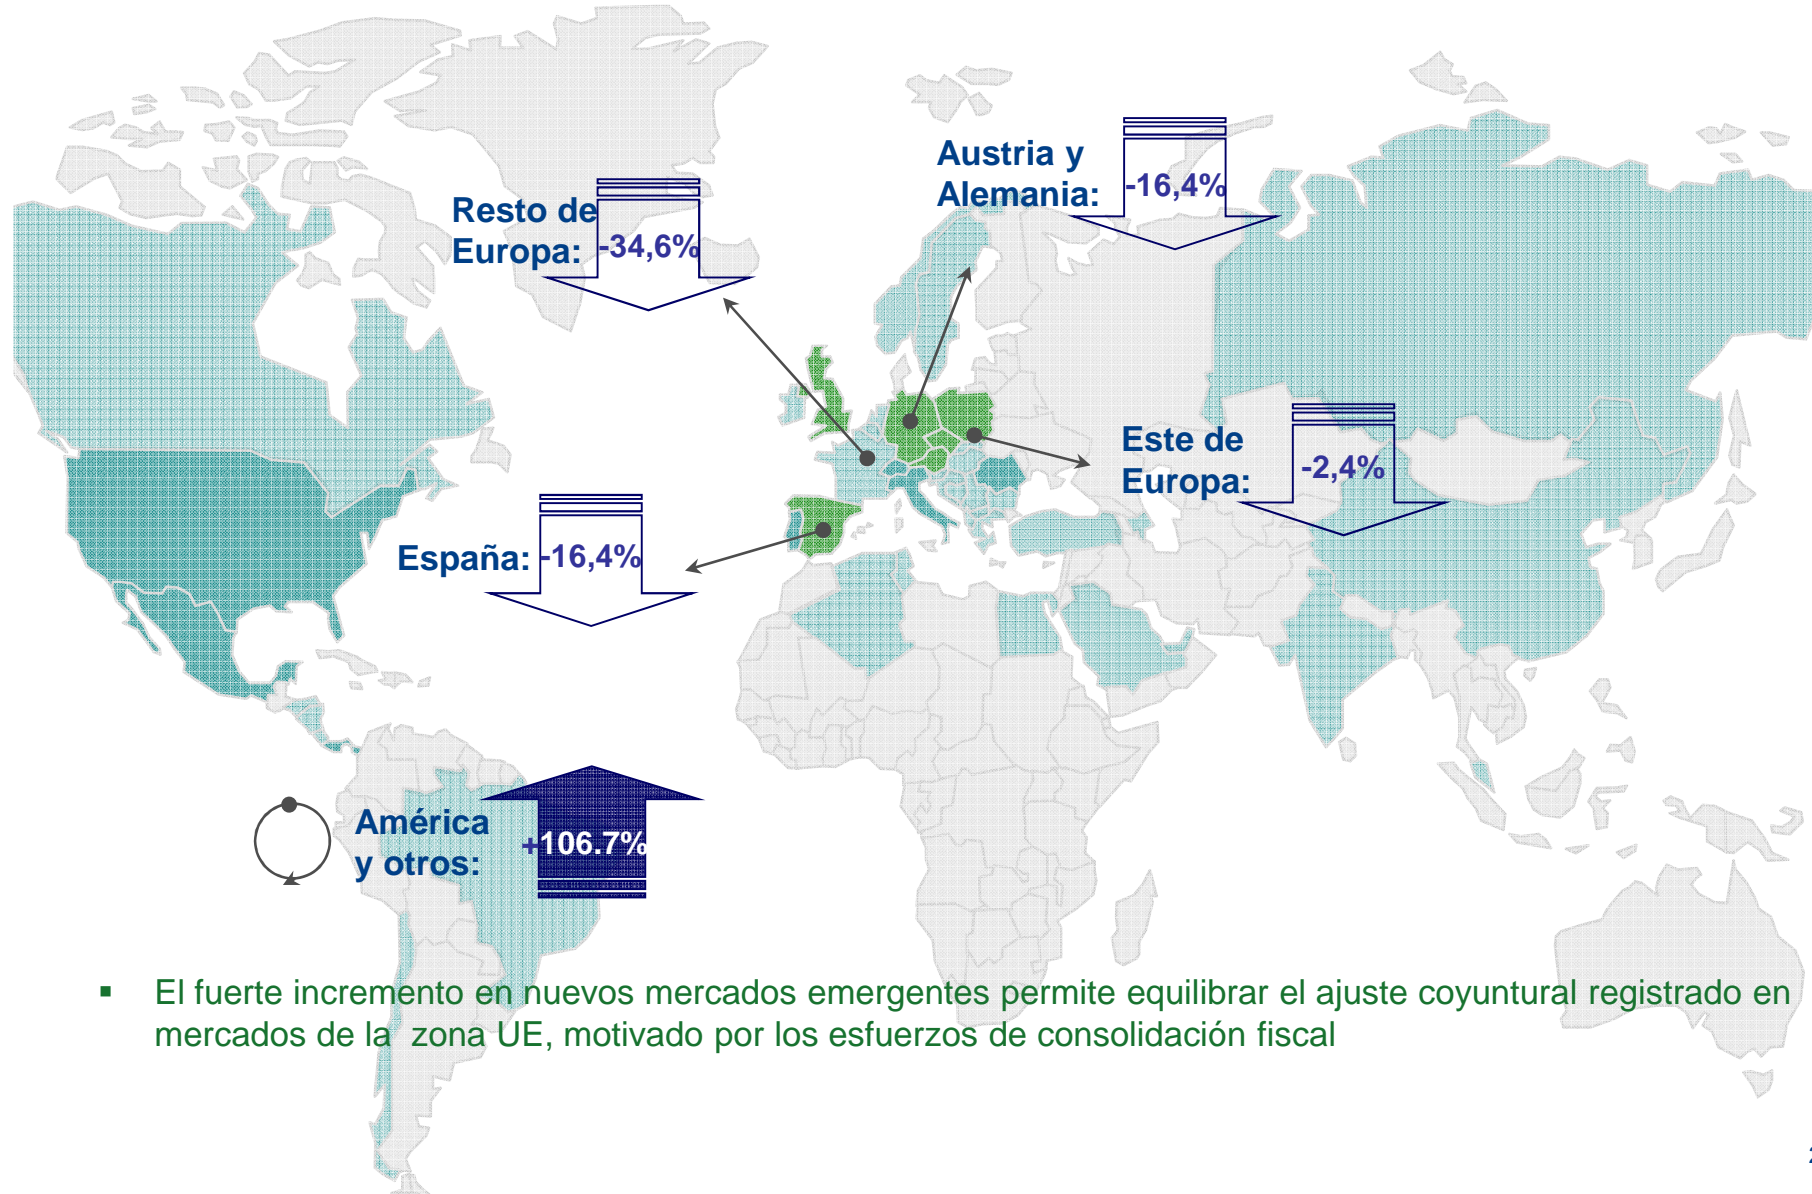 Austria y
Alemania:
-16,4%
Resto de
Europa:
-34,6%
Este de
Europa:
-2,4%
España:
-16,4%
América
y otros:
+106.7%
▪ El fuerte incremento en nuevos mercados emergentes permite equilibrar el ajuste coyuntural registrado en
mercados de la zona UE, motivado por los esfuerzos de consolidación fiscal